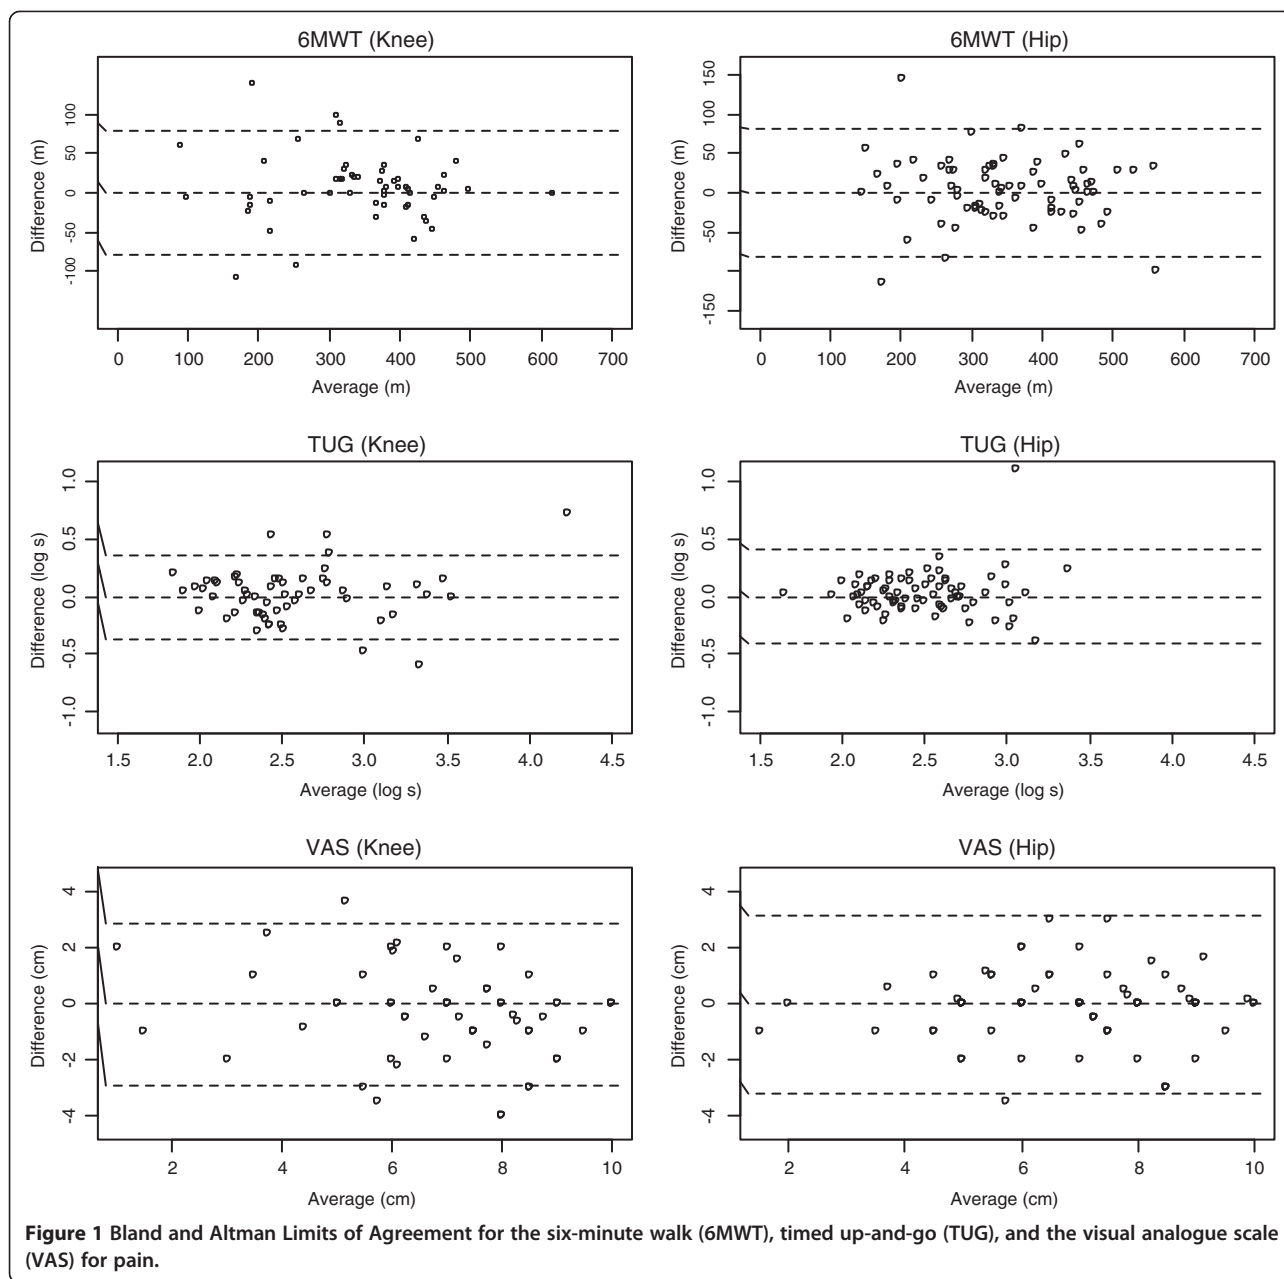 6MWT (Knee)
Difference (m)
100
50
0
-50
-100
0 100 200 300 400 500 600 700
Average (m)
6MWT (Hip)
Difference (m)
150
100
50
0
-50
-150
0 100 200 300 400 500 600 700
Average (m)
TUG (Knee)
Difference (log s)
1.0
0.5
0.0
-0.5
-1.0
1.5 2.0 2.5 3.0 3.5 4.0 4.5
Average (log s)
TUG (Hip)
Difference (log s)
1.0
0.5
0.0
-0.5
-1.0
1.5 2.0 2.5 3.0 3.5 4.0 4.5
Average (log s)
VAS (Knee)
Difference (cm)
4
2
0
-2
-4
2 4 6 8 10
Average (cm)
VAS (Hip)
Difference (cm)
4
2
0
-2
-4
2 4 6 8 10
Average (cm)
Figure 1 Bland and Altman Limits of Agreement for the six-minute walk (6MWT), timed up-and-go (TUG), and the visual analogue scale
(VAS) for pain.